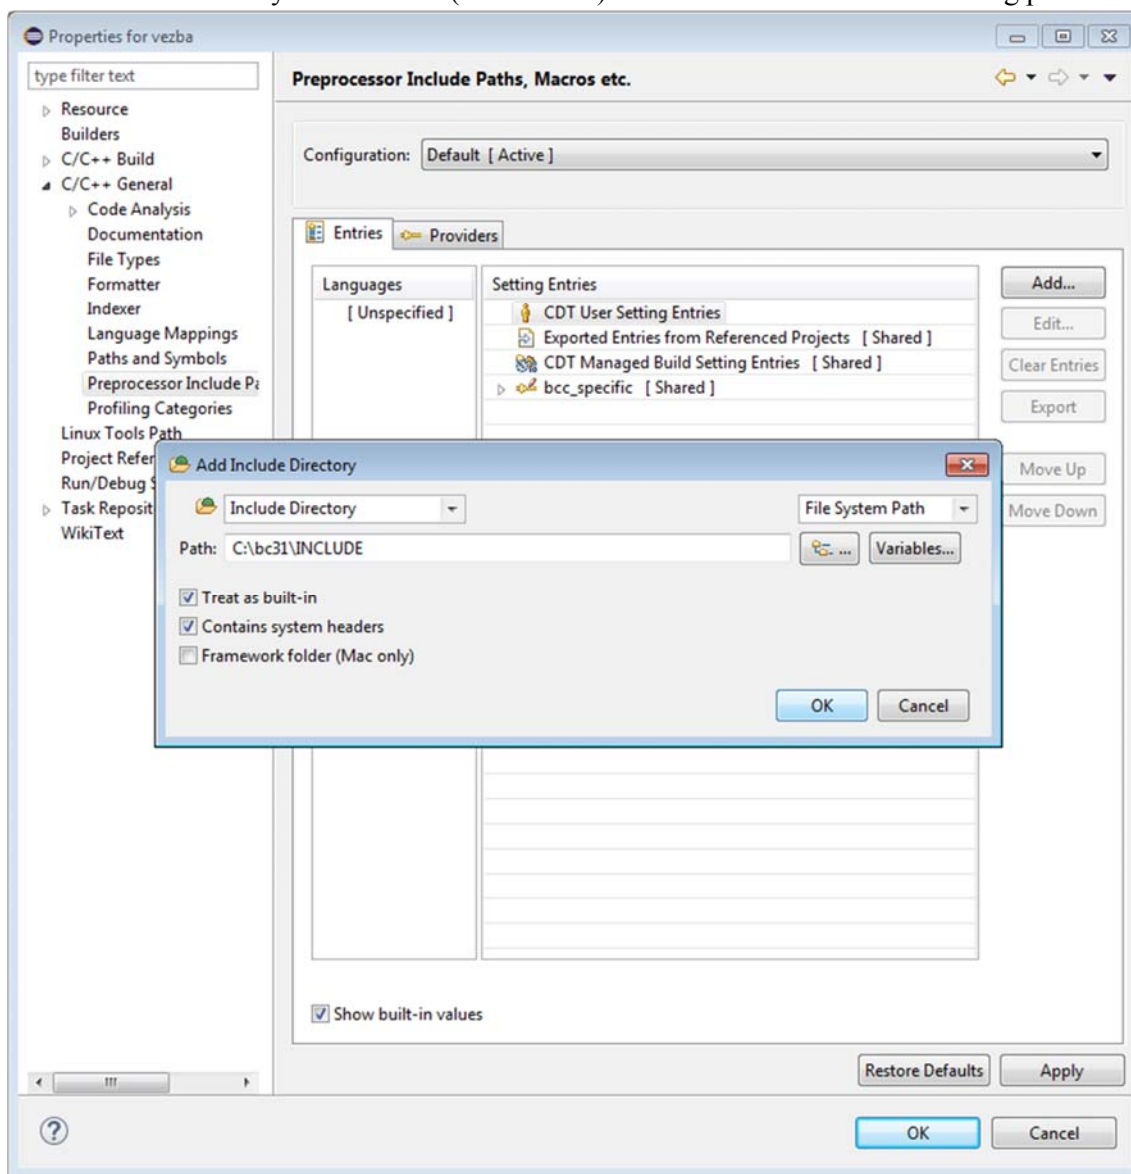 Properties for vezba
type filter text
Resource
Builders
C/C++ Build
C/C++ General
Code Analysis
Documentation
File Types
Formatter
Indexer
Language Mappings
Paths and Symbols
Preprocessor Include Pa
Profiling Categories
Linux Tools Path
Project Refer
Run/Debug S
Task Reposit
WikiText
Preprocessor Include Paths, Macros etc.
Configuration: Default [ Active ]
Entries Providers
Languages
[ Unspecified ]
Setting Entries
CDT User Setting Entries
Exported Entries from Referenced Projects [ Shared ]
CDT Managed Build Setting Entries [ Shared ]
bcc_specific [ Shared ]
Add...
Edit...
Clear Entries
Export
Move Up
Move Down
Add Include Directory
Include Directory File System Path
Path: C:\bc31\INCLUDE ... Variables...
Treat as built-in
Contains system headers
Framework folder (Mac only)
OK Cancel
Show built-in values
Restore Defaults Apply
? OK Cancel